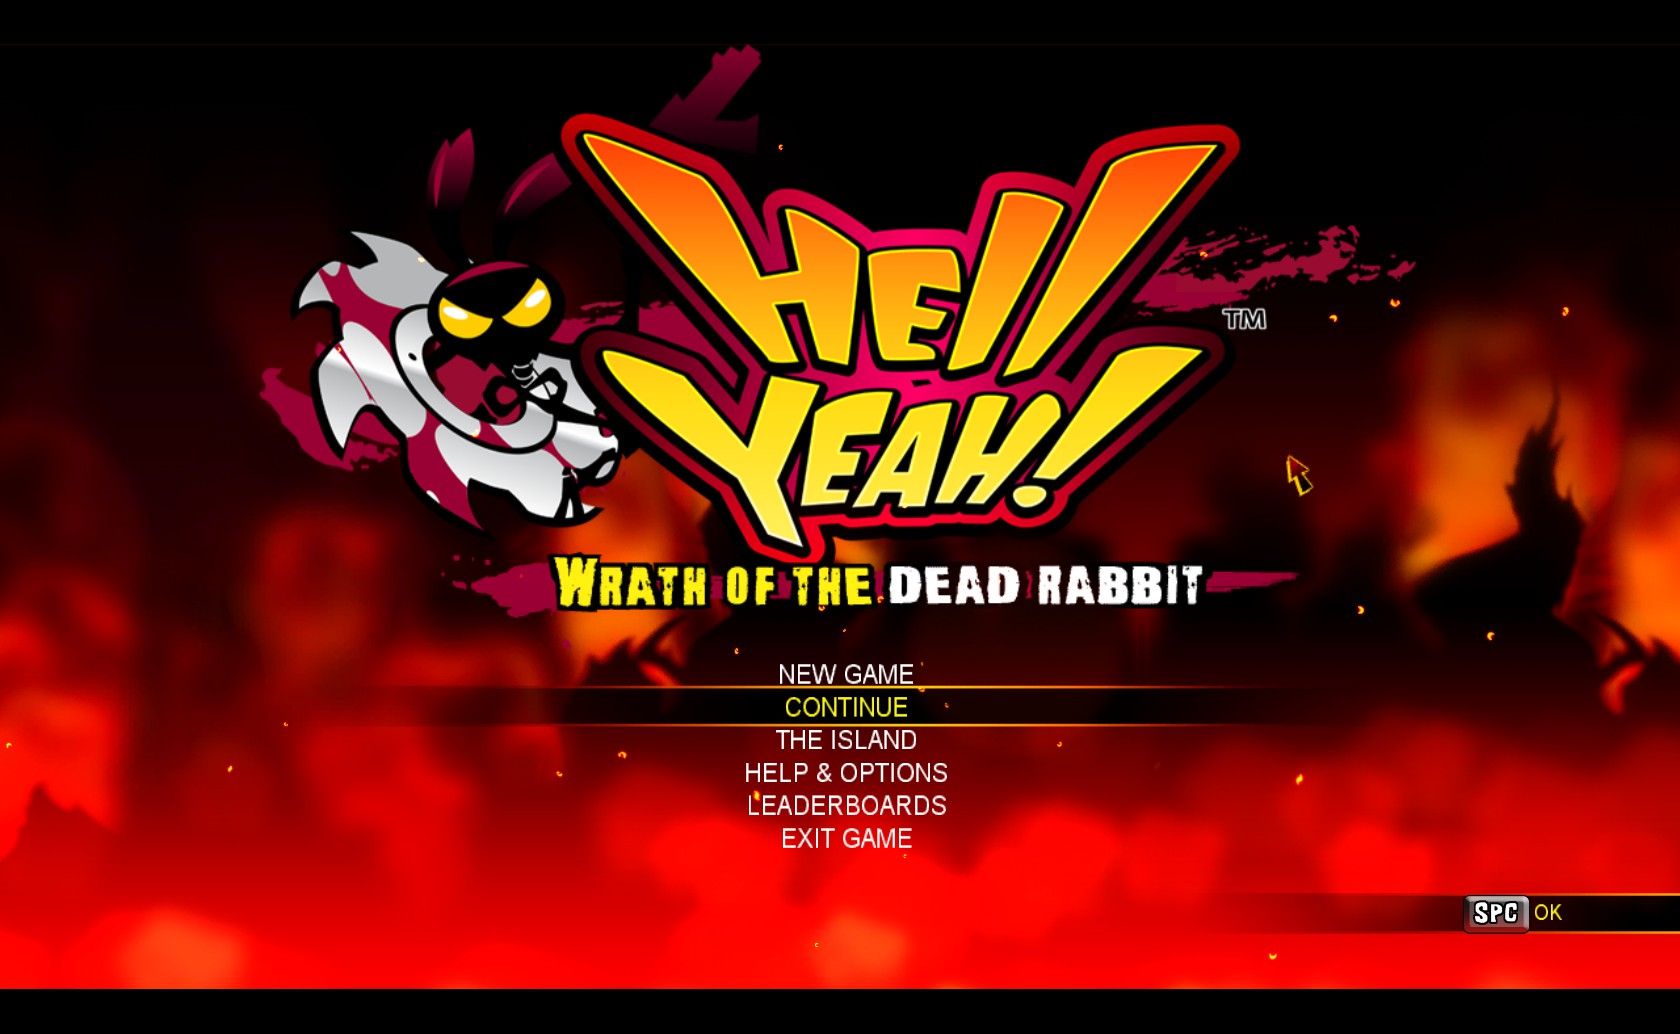 HELL
YEAH!
TM
WRATH OF THE DEAD RABBIT
NEW GAME
CONTINUE
THE ISLAND
HELP & OPTIONS
LEADERBOARDS
EXIT GAME
SPC OK